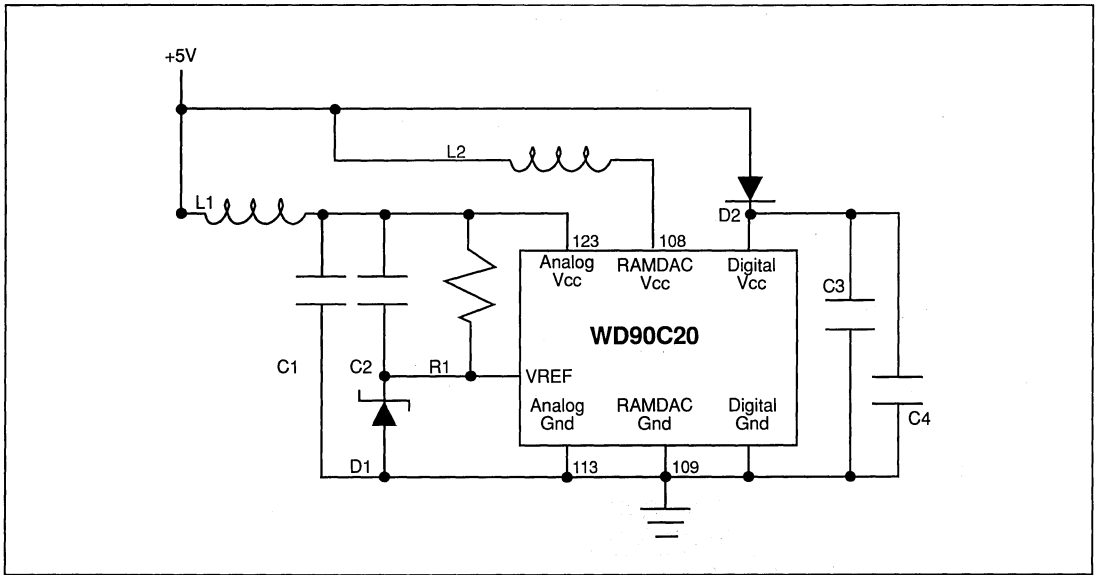 +5V
L2
L1
D2
123
108
Analog
Vcc
RAMDAC
Vcc
Digital
Vcc
C3
WD90C20
C1
C2
R1
VREF
Analog
Gnd
RAMDAC
Gnd
Digital
Gnd
C4
D1
113
109